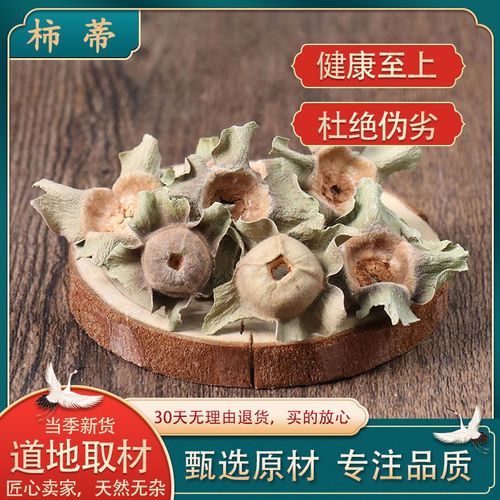 柿蒂
健康至上
杜绝伪劣
当季新货
道地取材
匠心卖家，天然无杂
30天无理由退货，买的放心
甄选原材 专注品质